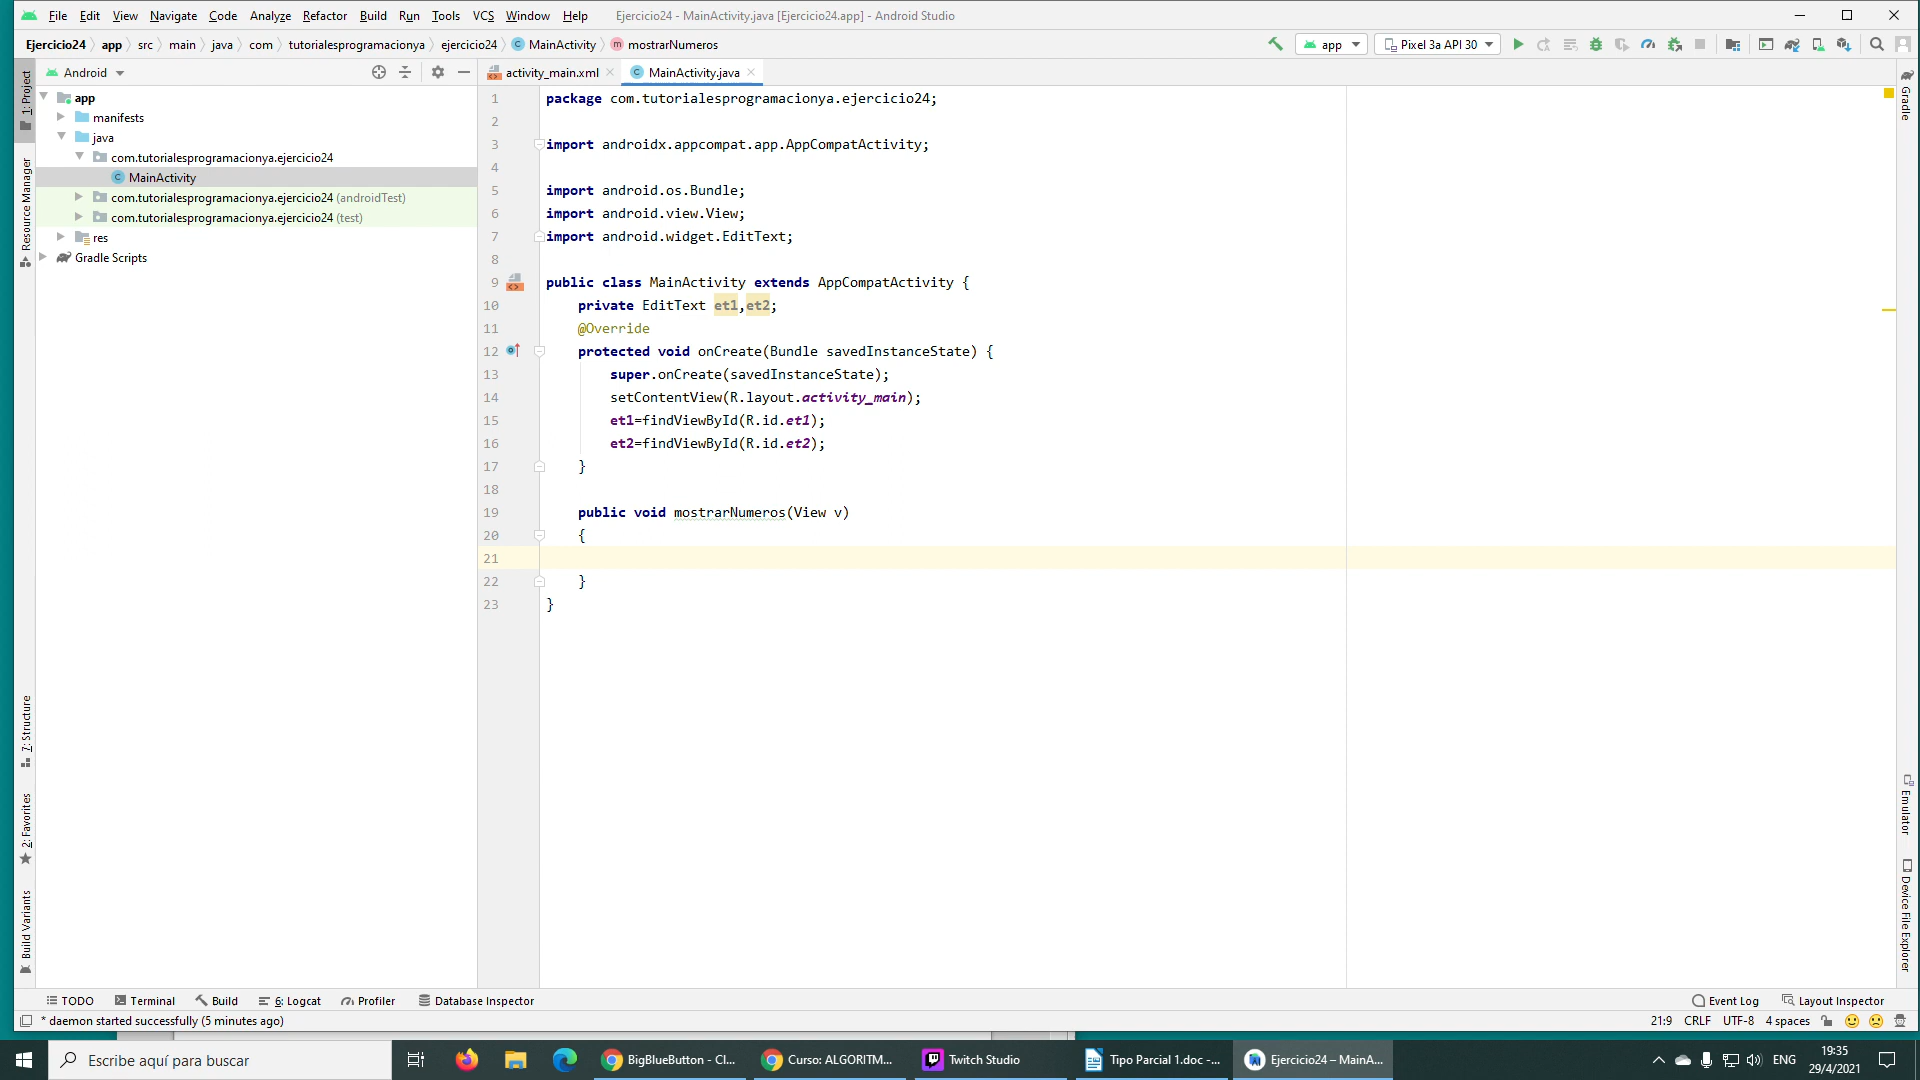 File Edit View Navigate Code Analyze Refactor Build Run Tools VCS Window Help Ejercicio24 - MainActivity.java [Ejercicio24.app] - Android Studio
Ejercicio24 app src main java com tutorialesprogramacionya ejercicio24 MainActivity mostrarNumeros app Pixel 3a API 30
Android
activity_main.xml
MainActivity.java
1: Project
Resource Manager
7: Structure
2: Favorites
Build Variants
app
manifests
java
com.tutorialesprogramacionya.ejercicio24
MainActivity
com.tutorialesprogramacionya.ejercicio24 (androidTest)
com.tutorialesprogramacionya.ejercicio24 (test)
res
Gradle Scripts
1 package com.tutorialesprogramacionya.ejercicio24;
2
3 import androidx.appcompat.app.AppCompatActivity;
4
5 import android.os.Bundle;
6 import android.view.View;
7 import android.widget.EditText;
8
9 public class MainActivity extends AppCompatActivity {
10 private EditText et1,et2;
11 @Override
12 protected void onCreate(Bundle savedInstanceState) {
13 super.onCreate(savedInstanceState);
14 setContentView(R.layout.activity_main);
15 et1=findViewById(R.id.et1);
16 et2=findViewById(R.id.et2);
17 }
18
19 public void mostrarNumeros(View v)
20 {
21
22 }
23 }
Gradle
Emulator
Device File Explorer
TODO Terminal Build 6: Logcat Profiler Database Inspector Event Log Layout Inspector
* daemon started successfully (5 minutes ago) 21:9 CRLF UTF-8 4 spaces
Escribe aquí para buscar
BigBlueButton - Cl...
Curso: ALGORITM...
Twitch Studio
Tipo Parcial 1.doc -...
Ejercicio24 – MainA...
ENG
19:35
29/4/2021